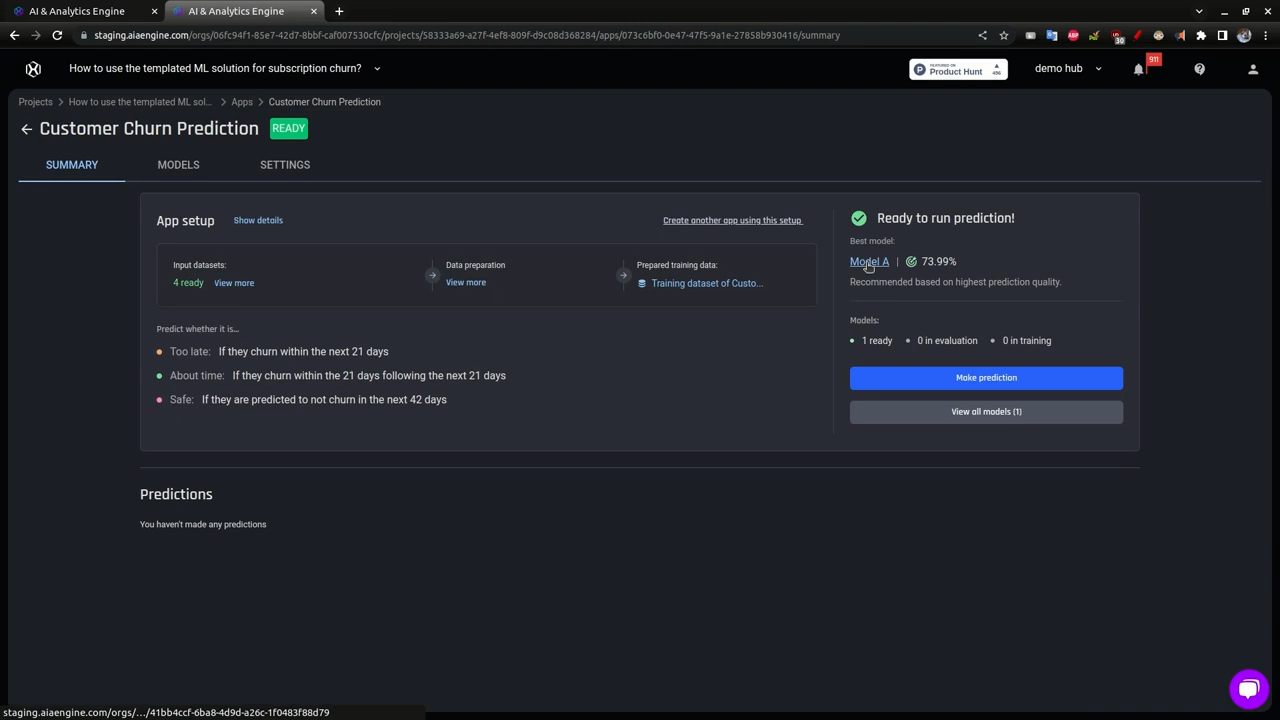 AI & Analytics Engine
AI & Analytics Engine
staging.aiaengine.com/orgs/06fc94f1-85e7-42d7-8bbf-caf007530cfc/projects/58333a69-a27f-4ef8-809f-d9c08d368284/apps/073c6bf0-0e47-47f5-9a1e-27858b930416/summary
30
How to use the templated ML solution for subscription churn?
FEATURED ON
Product Hunt
496
demo hub
911
Projects > How to use the templated ML sol... > Apps > Customer Churn Prediction
Customer Churn Prediction READY
SUMMARY MODELS SETTINGS
App setup Show details Create another app using this setup
Input datasets:
4 ready View more
Data preparation
View more
Prepared training data:
Training dataset of Custo...
Predict whether it is...
Too late: If they churn within the next 21 days
About time: If they churn within the 21 days following the next 21 days
Safe: If they are predicted to not churn in the next 42 days
Ready to run prediction!
Best model:
Model A | 73.99%
Recommended based on highest prediction quality.
Models:
1 ready 0 in evaluation 0 in training
Make prediction
View all models (1)
Predictions
You haven't made any predictions
staging.aiaengine.com/orgs/.../41bb4ccf-6ba8-4d9d-a26c-1f0483f88d79